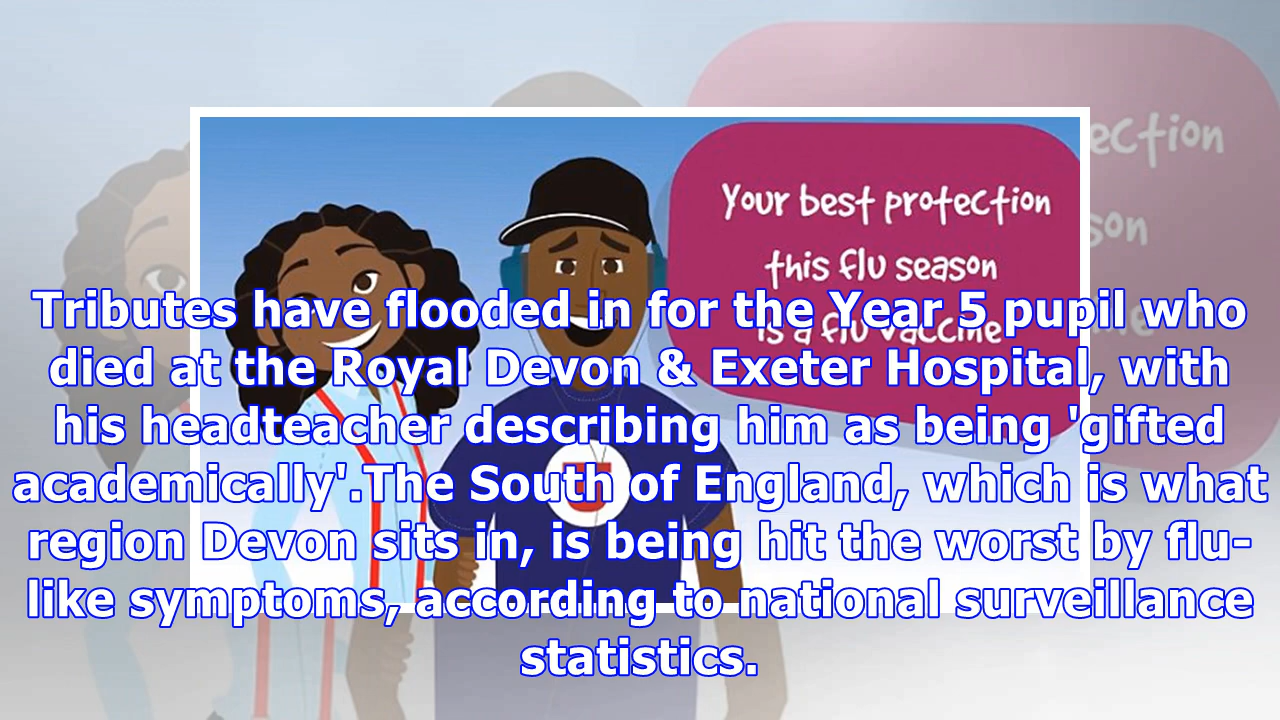 Your best protection
this flu season
is a flu vaccine
ection
son
Tributes have flooded in for the Year 5 pupil who
died at the Royal Devon & Exeter Hospital, with
his headteacher describing him as being 'gifted
academically'.The South of England, which is what
region Devon sits in, is being hit the worst by flu-
like symptoms, according to national surveillance
statistics.